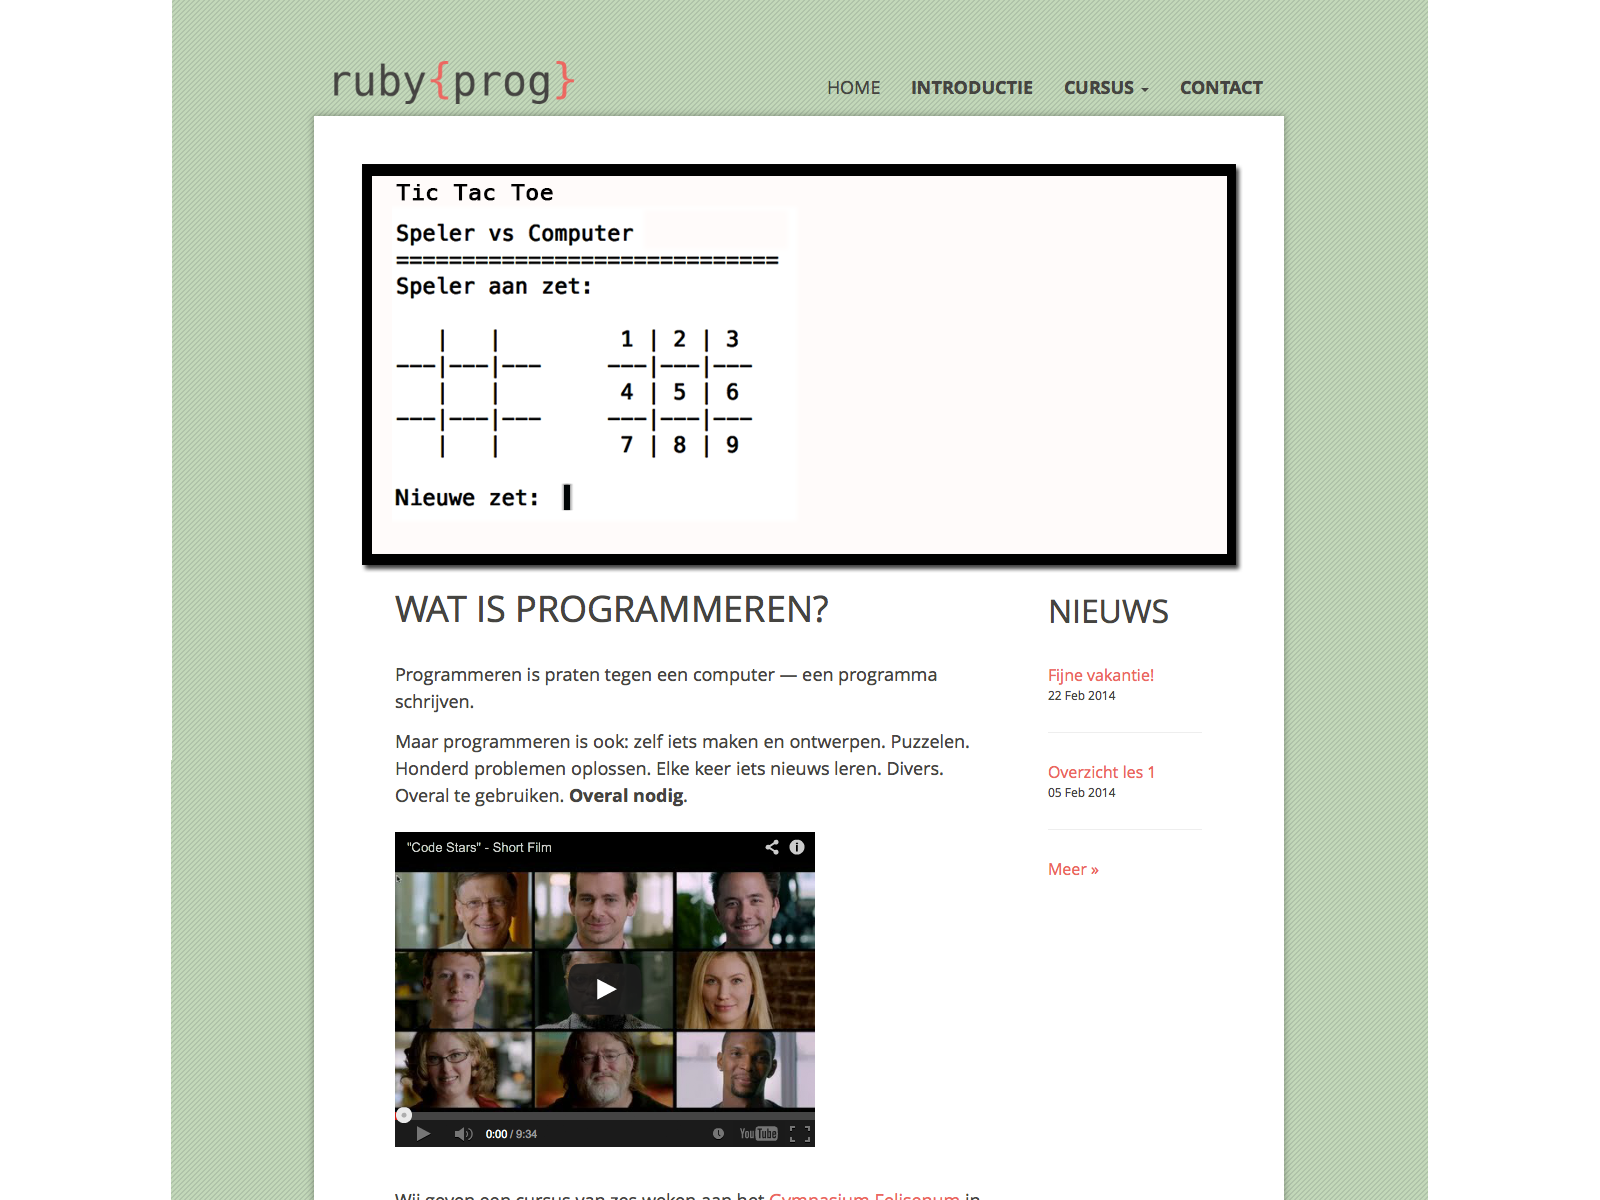 ruby{prog}
HOME INTRODUCTIE CURSUS CONTACT
Tic Tac Toe
Speler vs Computer
=============================
Speler aan zet:
| | 1 | 2 | 3
---|---|--- ---|---|---
| | 4 | 5 | 6
---|---|--- ---|---|---
| | 7 | 8 | 9
Nieuwe zet:
WAT IS PROGRAMMEREN?
Programmeren is praten tegen een computer — een programma
schrijven.
Maar programmeren is ook: zelf iets maken en ontwerpen. Puzzelen.
Honderd problemen oplossen. Elke keer iets nieuws leren. Divers.
Overal te gebruiken. Overal nodig.
"Code Stars" - Short Film
0:00 / 9:34
YouTube
Wij geven een cursus van zes weken aan het Gymnasium Felisenum in
NIEUWS
Fijne vakantie!
22 Feb 2014
Overzicht les 1
05 Feb 2014
Meer »